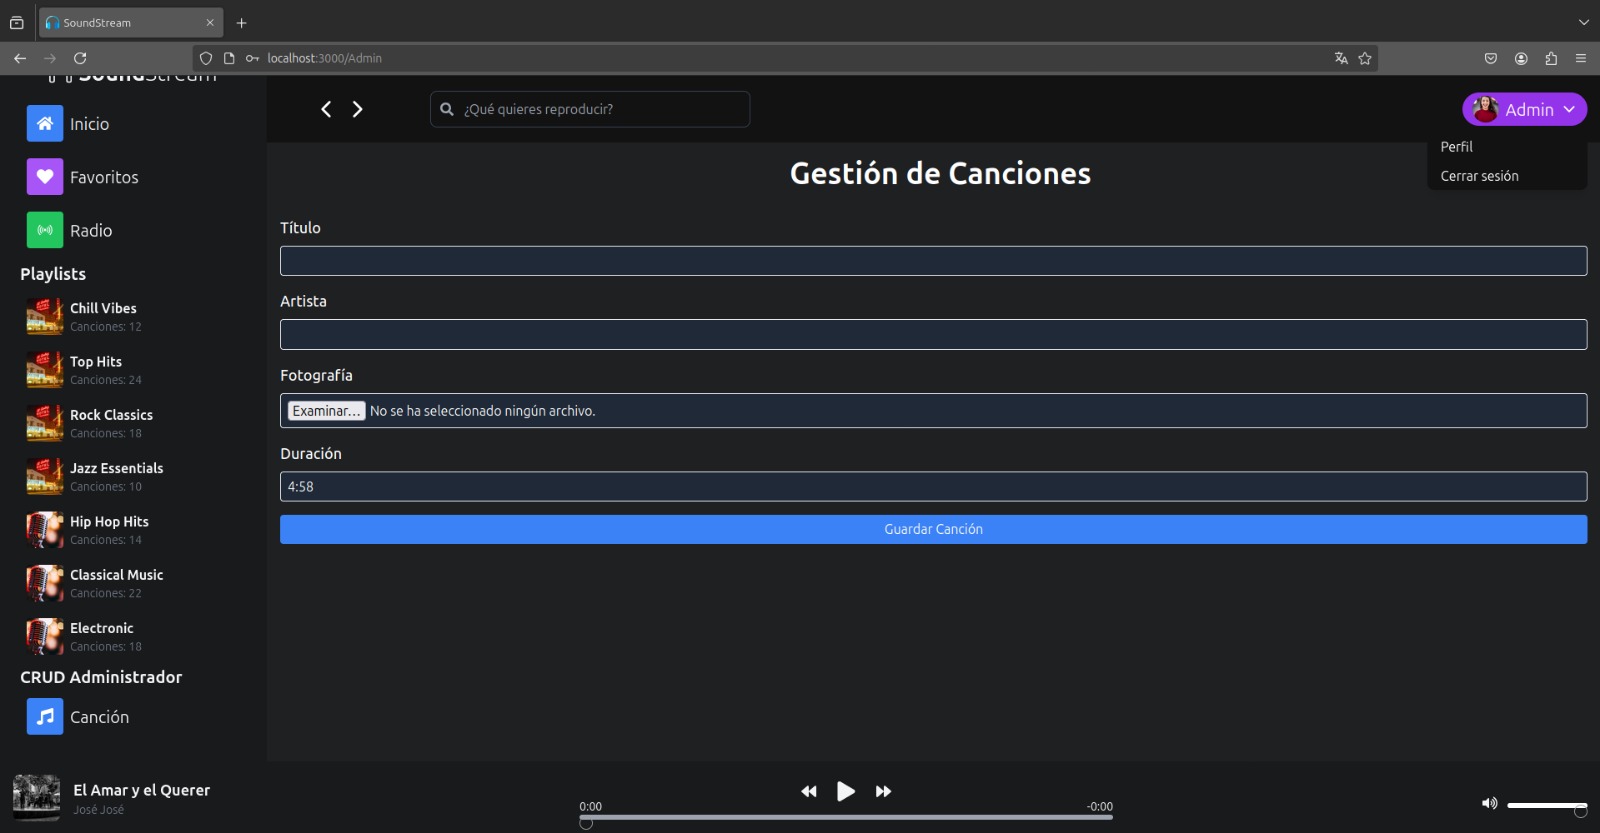 SoundStream
localhost:3000/Admin
SoundStream
Inicio
Favoritos
Radio
Playlists
Chill Vibes
Canciones: 12
Top Hits
Canciones: 24
Rock Classics
Canciones: 18
Jazz Essentials
Canciones: 10
Hip Hop Hits
Canciones: 14
Classical Music
Canciones: 22
Electronic
Canciones: 18
CRUD Administrador
Canción
¿Qué quieres reproducir?
Admin
Perfil
Cerrar sesión
Gestión de Canciones
Título
Artista
Fotografía
Examinar... No se ha seleccionado ningún archivo.
Duración
4:58
Guardar Canción
El Amar y el Querer
José José
0:00
-0:00